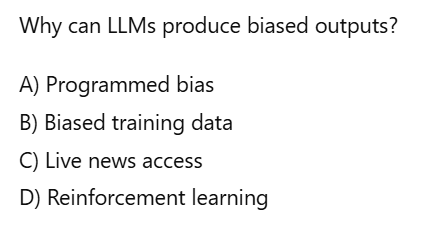 Why can LLMs produce biased outputs?
A) Programmed bias
B) Biased training data
C) Live news access
D) Reinforcement learning